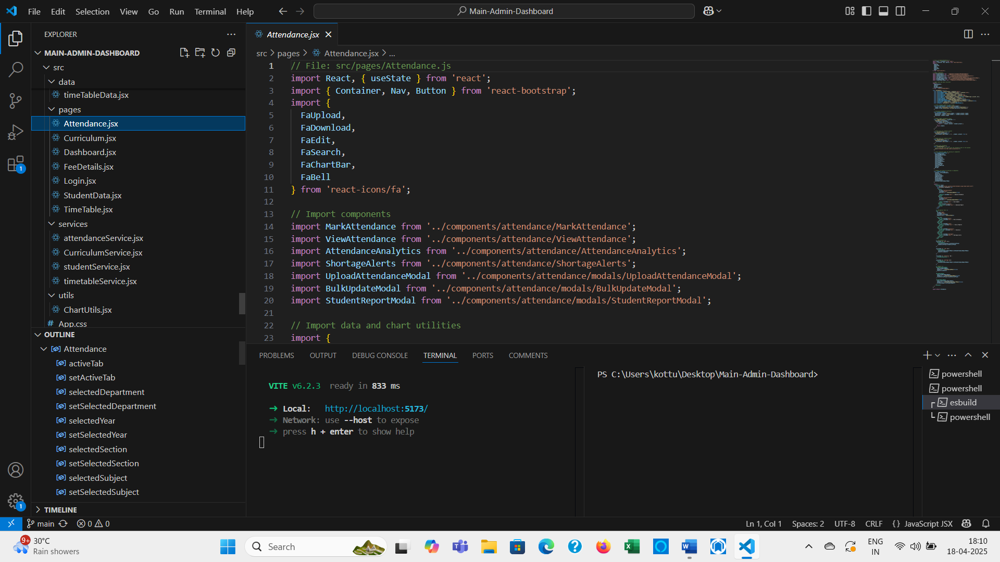 File Edit Selection View Go Run Terminal Help
Main-Admin-Dashboard
EXPLORER
MAIN-ADMIN-DASHBOARD
src
data
timeTableData.jsx
pages
Attendance.jsx
Curriculum.jsx
Dashboard.jsx
FeeDetails.jsx
Login.jsx
StudentData.jsx
TimeTable.jsx
services
attendanceService.jsx
CurriculumService.jsx
studentService.jsx
timetableService.jsx
utils
ChartUtils.jsx
# App.css
OUTLINE
Attendance
activeTab
setActiveTab
selectedDepartment
setSelectedDepartment
selectedYear
setSelectedYear
selectedSection
setSelectedSection
selectedSubject
setSelectedSubject
TIMELINE
1
1
Attendance.jsx
src > pages > Attendance.jsx > ...
1 // File: src/pages/Attendance.js
2 import React, { useState } from 'react';
3 import { Container, Nav, Button } from 'react-bootstrap';
4 import {
5 FaUpload,
6 FaDownload,
7 FaEdit,
8 FaSearch,
9 FaChartBar,
10 FaBell
11 } from 'react-icons/fa';
12
13 // Import components
14 import MarkAttendance from '../components/attendance/MarkAttendance';
15 import ViewAttendance from '../components/attendance/ViewAttendance';
16 import AttendanceAnalytics from '../components/attendance/AttendanceAnalytics';
17 import ShortageAlerts from '../components/attendance/ShortageAlerts';
18 import UploadAttendanceModal from '../components/attendance/modals/UploadAttendanceModal';
19 import BulkUpdateModal from '../components/attendance/modals/BulkUpdateModal';
20 import StudentReportModal from '../components/attendance/modals/StudentReportModal';
21
22 // Import data and chart utilities
23 import {
PROBLEMS OUTPUT DEBUG CONSOLE TERMINAL PORTS COMMENTS
VITE v6.2.3 ready in 833 ms
➜ Local: http://localhost:5173/
➜ Network: use --host to expose
➜ press h + enter to show help
PS C:\Users\kottu\Desktop\Main-Admin-Dashboard>
powershell
powershell
esbuild
powershell
main 0 0
Ln 1, Col 1 Spaces: 2 UTF-8 CRLF {} JavaScript JSX
9+
30°C
Rain showers
Search
ENG
IN
18:10
18-04-2025